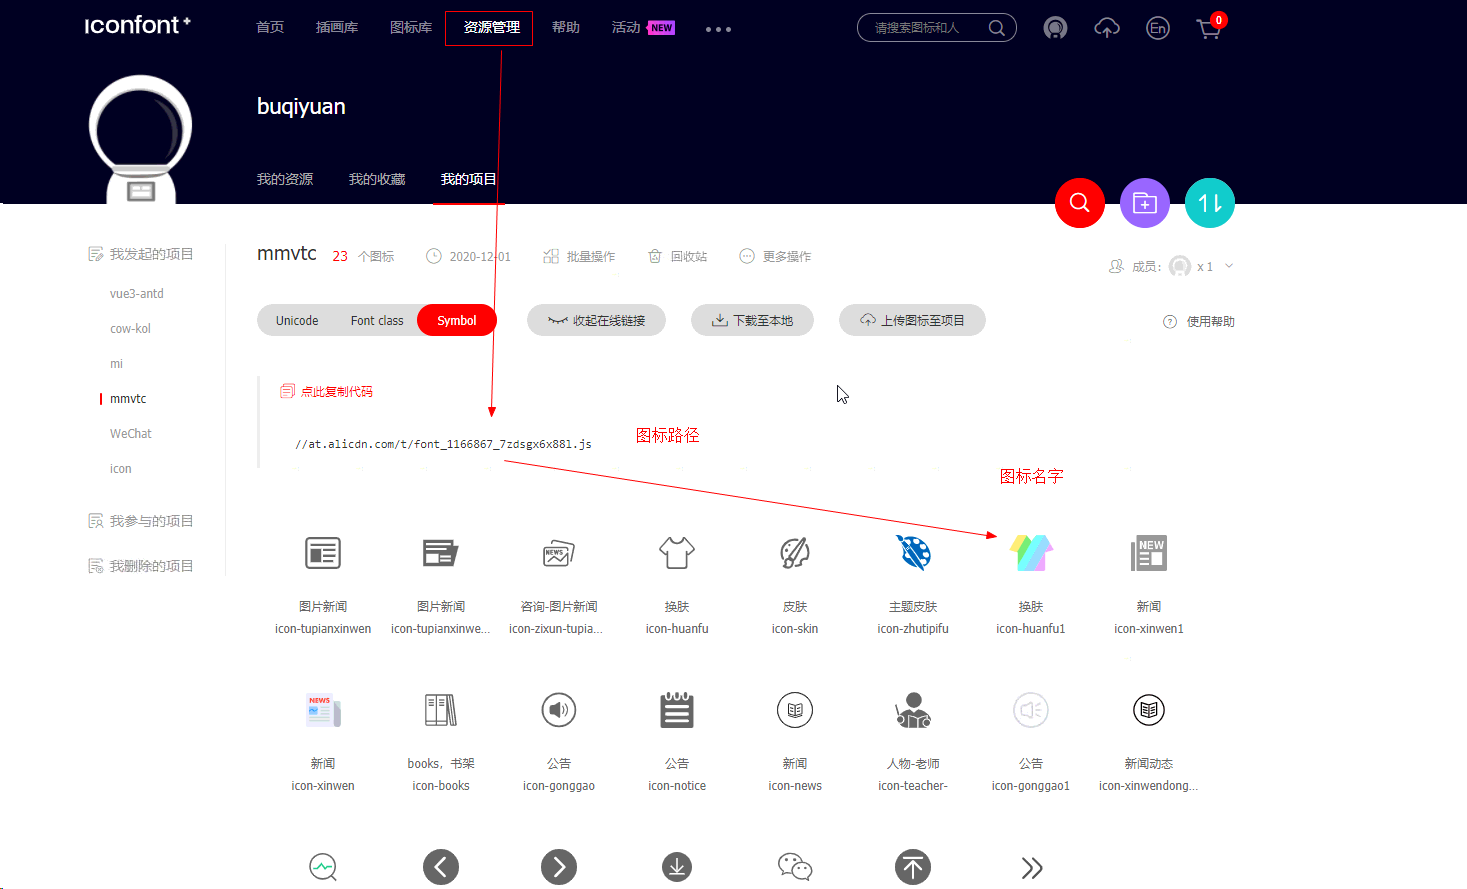 iconfont+
首页 插画库 图标库 资源管理 帮助 活动 NEW 请搜索图标和人 En 0
buqiyuan
我的资源 我的收藏 我的项目
我发起的项目
vue3-antd
cow-kol
mi
mmvtc
WeChat
icon
我参与的项目
我删除的项目
mmvtc 23 个图标 2020-12-01 批量操作 回收站 更多操作
成员: x 1
Unicode Font class Symbol 收起在线链接 下载至本地 上传图标至项目 使用帮助
点此复制代码
//at.alicdn.com/t/font_1166867_7zdsgx6x88l.js
图标路径
图标名字
NEWS NEW
图片新闻 图片新闻 咨询-图片新闻 换肤 皮肤 主题皮肤 换肤 新闻
icon-tupianxinwen icon-tupianxinwe... icon-zixun-tupia... icon-huanfu icon-skin icon-zhutipifu icon-huanfu1 icon-xinwen1
NEWS
新闻 books，书架 公告 公告 新闻 人物-老师 公告 新闻动态
icon-xinwen icon-books icon-gonggao icon-notice icon-news icon-teacher- icon-gonggao1 icon-xinwendong...